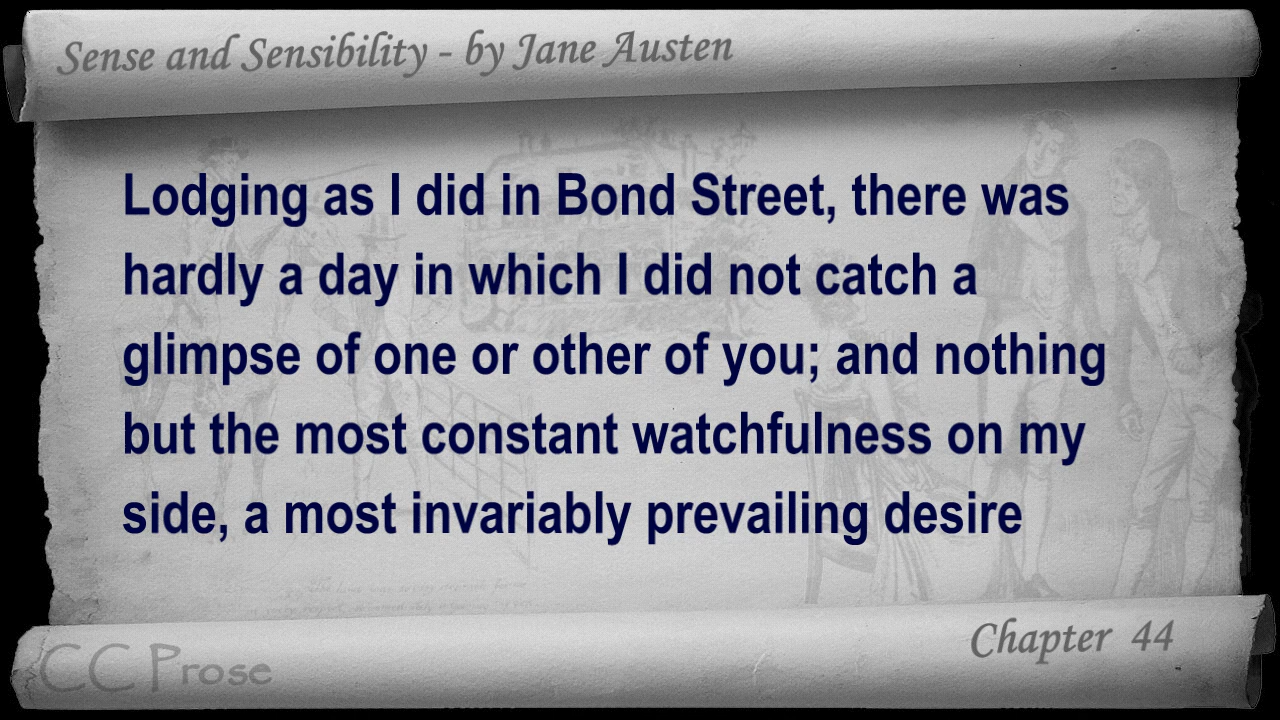 Sense and Sensibility - by Jane Austen
Lodging as I did in Bond Street, there was
hardly a day in which I did not catch a
glimpse of one or other of you; and nothing
but the most constant watchfulness on my
side, a most invariably prevailing desire
Chapter 44
CC Prose